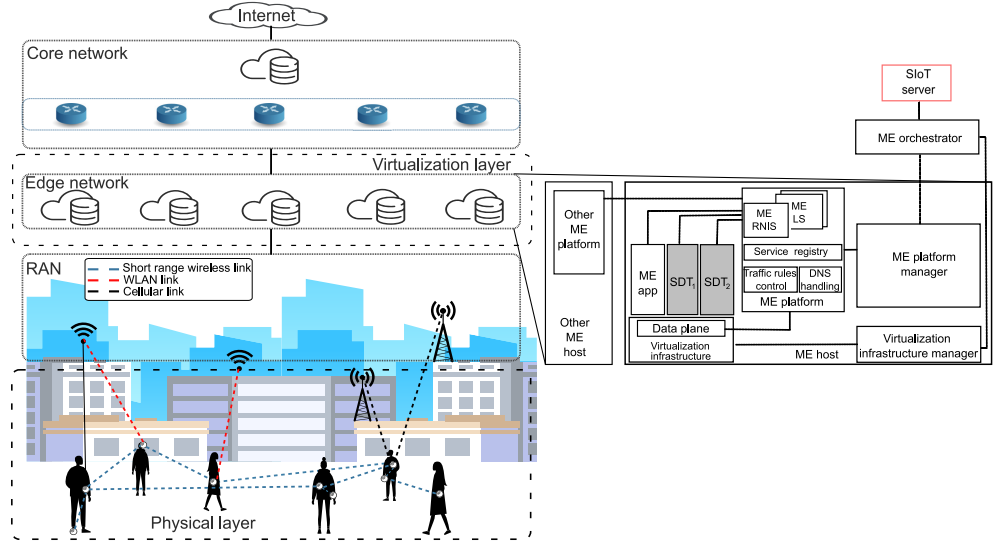 Internet
Core network
Virtualization layer
Edge network
RAN
Short range wireless link
WLAN link
Cellular link
Physical layer
SIoT
server
ME orchestrator
Other
ME
platform
Other
ME
host
ME
LS
ME
RNIS
Service registry
Traffic rules
control
DNS
handling
ME platform
ME
app
SDT1
SDT2
ME platform
manager
Data plane
Virtualization
infrastructure
ME host
Virtualization
infrastructure manager